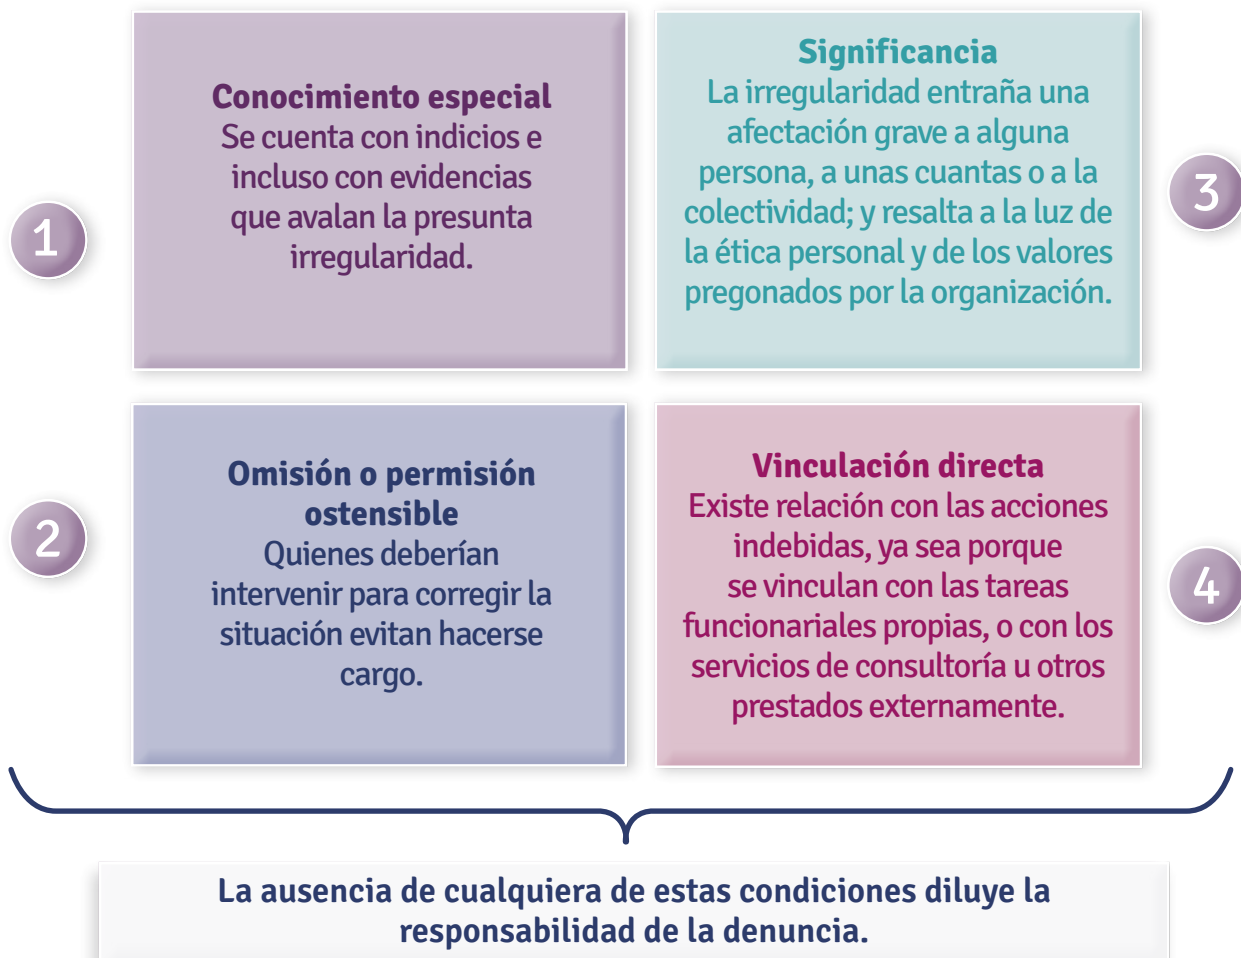 1
Conocimiento especial
Se cuenta con indicios e
incluso con evidencias
que avalan la presunta
irregularidad.
2
Omisión o permisión
ostensible
Quienes deberían
intervenir para corregir la
situación evitan hacerse
cargo.
Significancia
La irregularidad entraña una
afectación grave a alguna
persona, a unas cuantas o a la
colectividad; y resalta a la luz de
la ética personal y de los valores
pregonados por la organización.
3
Vinculación directa
Existe relación con las acciones
indebidas, ya sea porque
se vinculan con las tareas
funcionariales propias, o con los
servicios de consultoría u otros
prestados externamente.
4
La ausencia de cualquiera de estas condiciones diluye la
responsabilidad de la denuncia.